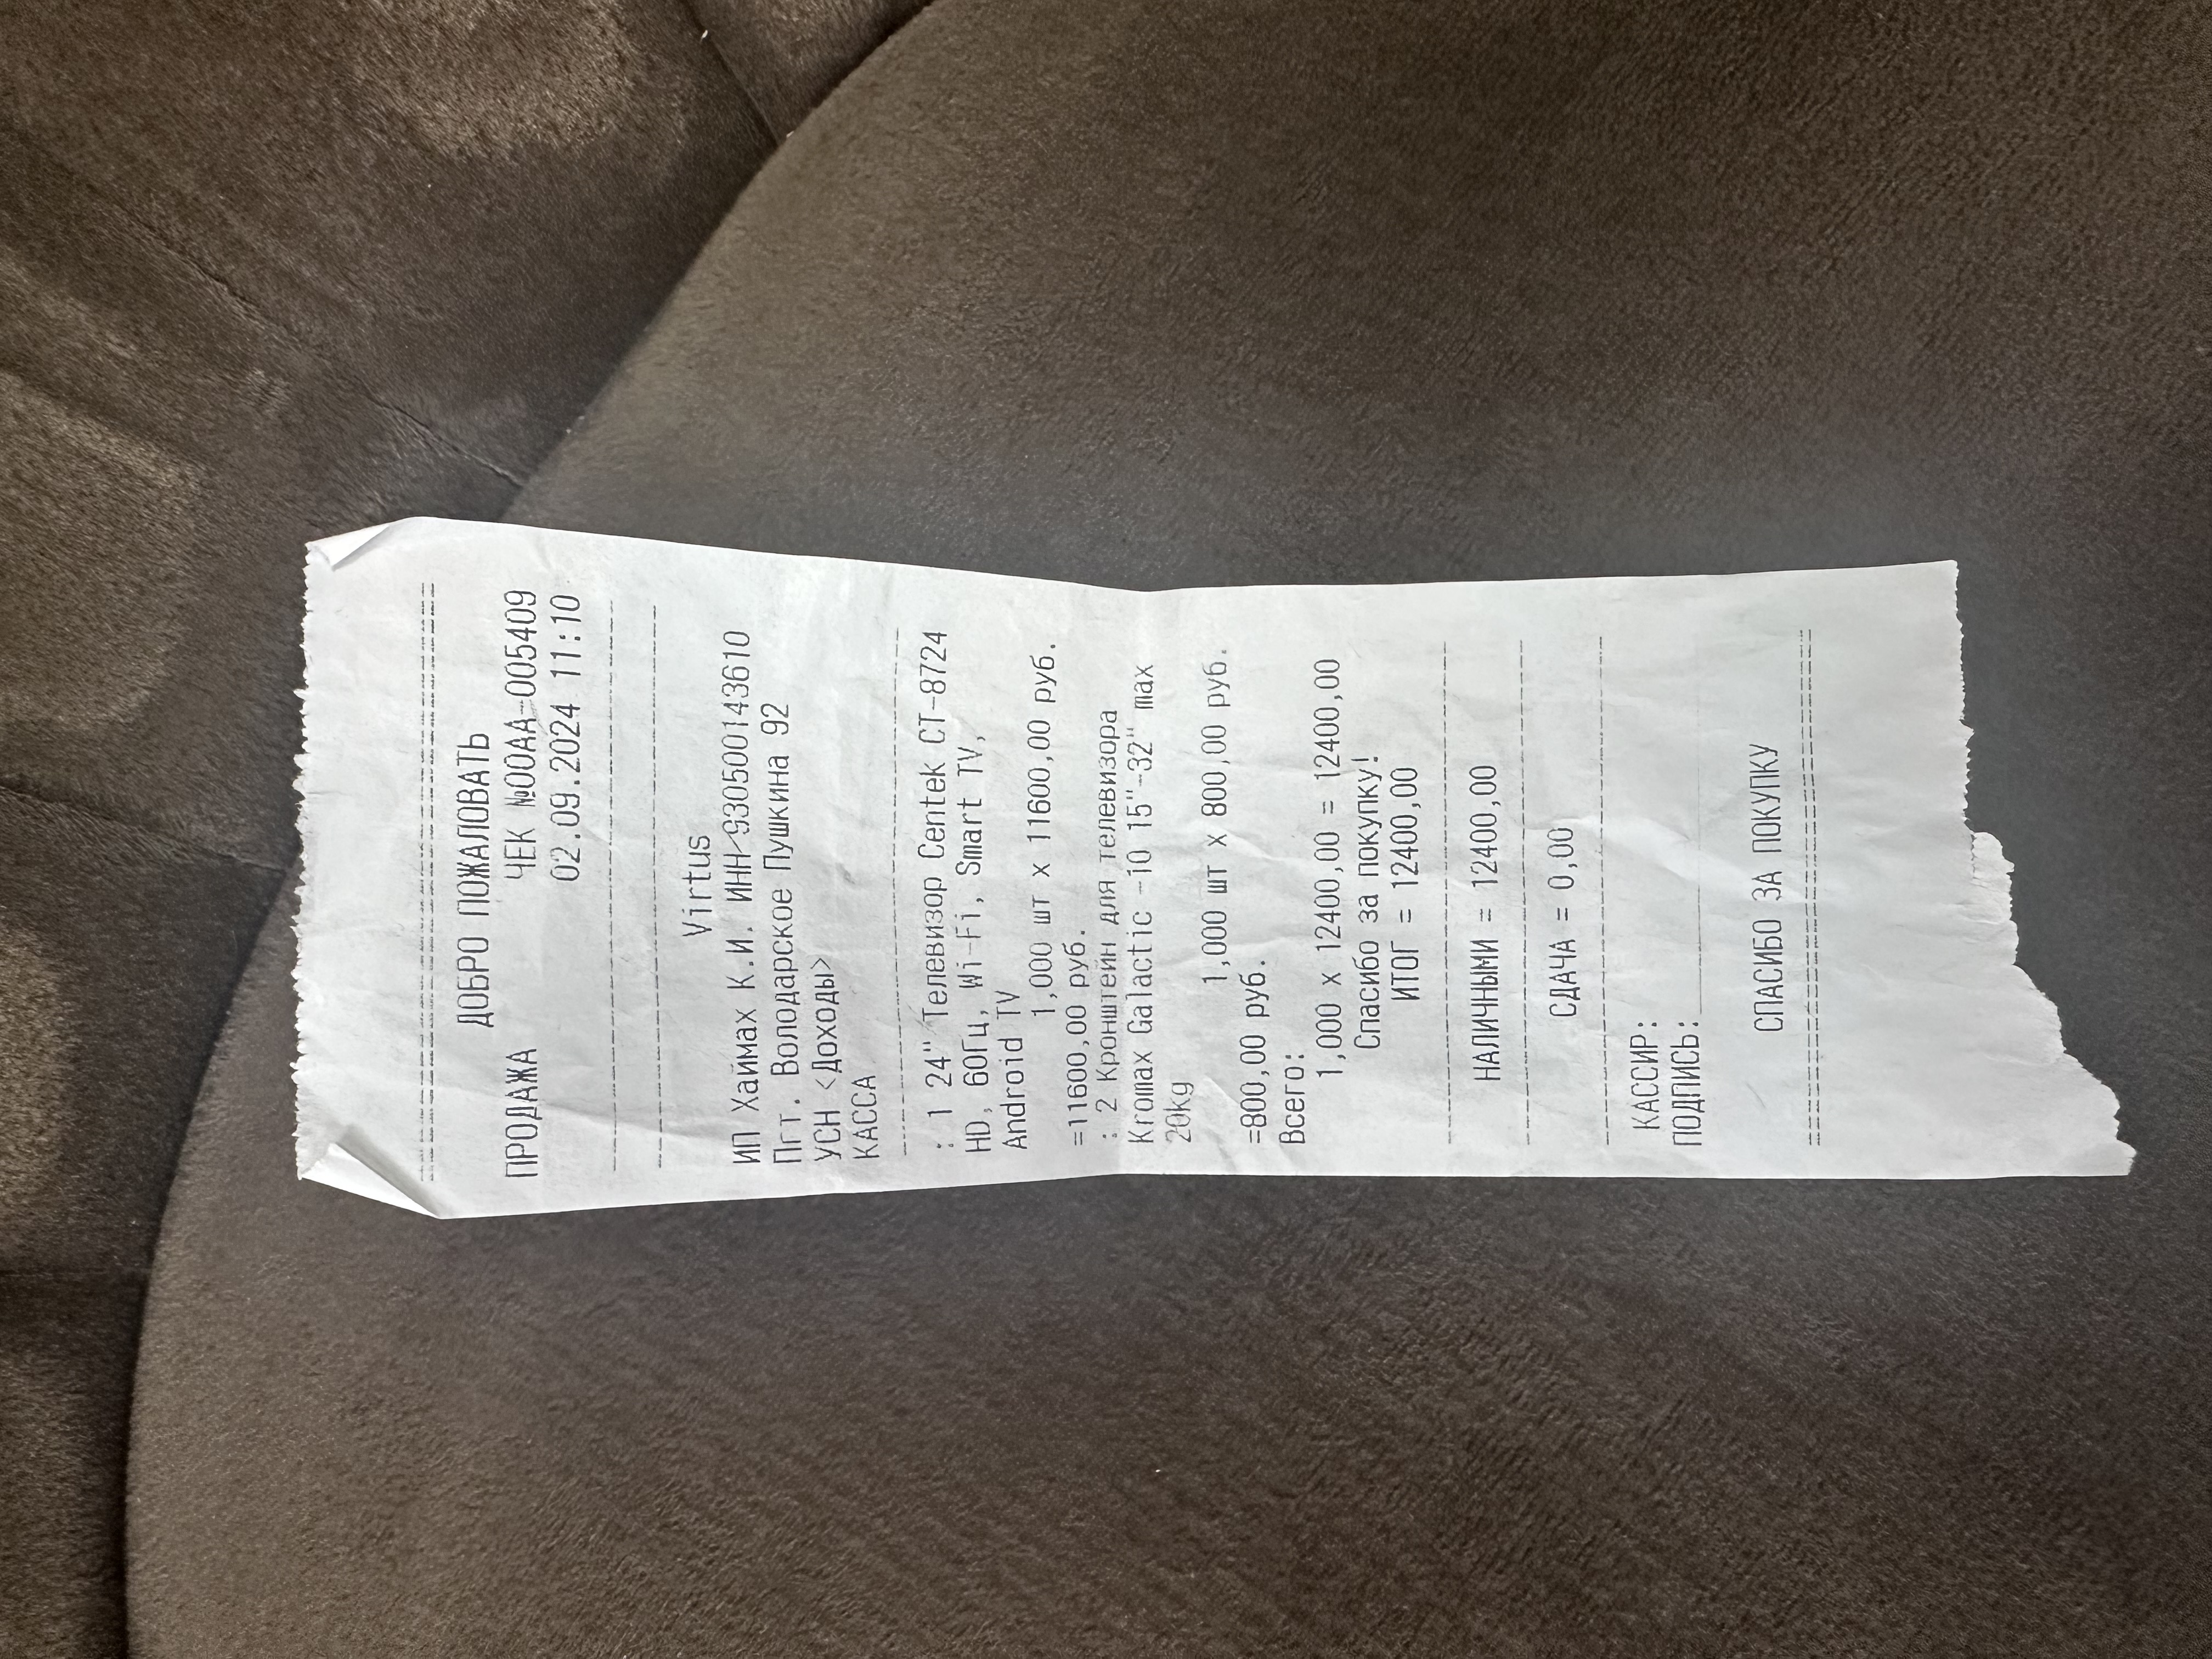 ДОБРО ПОЖАЛОВАТЬ
ПРОДАЖА ЧЕК №00АА-005409
02.09.2024 11:10
Virtus
ИП Хаймах К.И. ИНН 930500143610
Пгт. Володарское Пушкина 92
УСН <Доходы>
КАССА
: 1 24" Телевизор Centek CT-8724
HD, 60Гц, Wi-Fi, Smart TV,
Android TV
1,000 шт x 11600,00 руб.
=11600,00 руб.
: 2 Кронштейн для телевизора
Kromax Galactic -10 15"-32" max
20kg
1,000 шт x 800,00 руб.
=800,00 руб.
Всего:
1,000 x 12400,00 = 12400,00
Спасибо за покупку!
ИТОГ = 12400,00
НАЛИЧНЫМИ = 12400,00
СДАЧА = 0,00
КАССИР:
ПОДПИСЬ:
СПАСИБО ЗА ПОКУПКУ